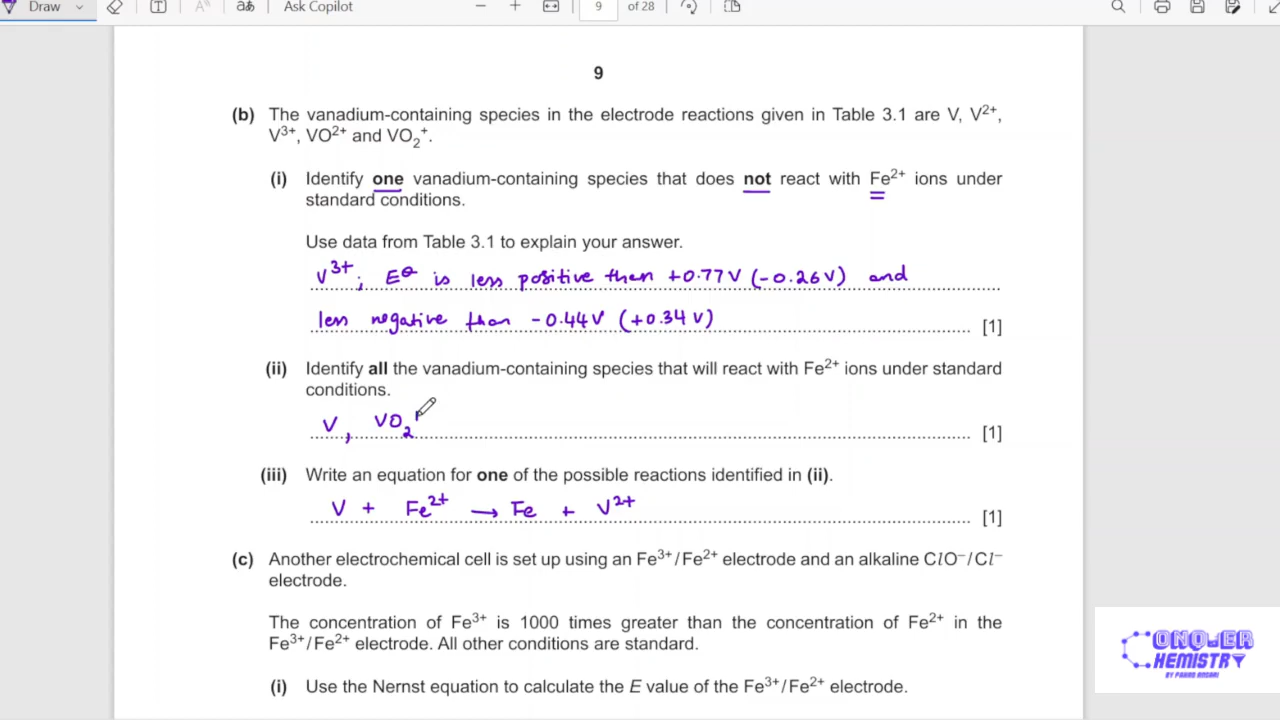 Draw aあ Ask Copilot 9 of 28
9
(b) The vanadium-containing species in the electrode reactions given in Table 3.1 are V, V²⁺,
V³⁺, VO²⁺ and VO₂⁺.
(i) Identify one vanadium-containing species that does not react with Fe²⁺ ions under
standard conditions.
Use data from Table 3.1 to explain your answer.
V³⁺; E⦵ is less positive than +0.77V (-0.26V) and
less negative than -0.44V (+0.34V) [1]
(ii) Identify all the vanadium-containing species that will react with Fe²⁺ ions under standard
conditions.
V, VO₂ [1]
(iii) Write an equation for one of the possible reactions identified in (ii).
V + Fe²⁺ → Fe + V²⁺ [1]
(c) Another electrochemical cell is set up using an Fe³⁺/Fe²⁺ electrode and an alkaline ClO⁻/Cl⁻
electrode.
The concentration of Fe³⁺ is 1000 times greater than the concentration of Fe²⁺ in the
Fe³⁺/Fe²⁺ electrode. All other conditions are standard.
(i) Use the Nernst equation to calculate the E value of the Fe³⁺/Fe²⁺ electrode.
CONQUER
CHEMISTRY